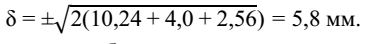 δ = ±√2(10,24 + 4,0 + 2,56) = 5,8 мм.